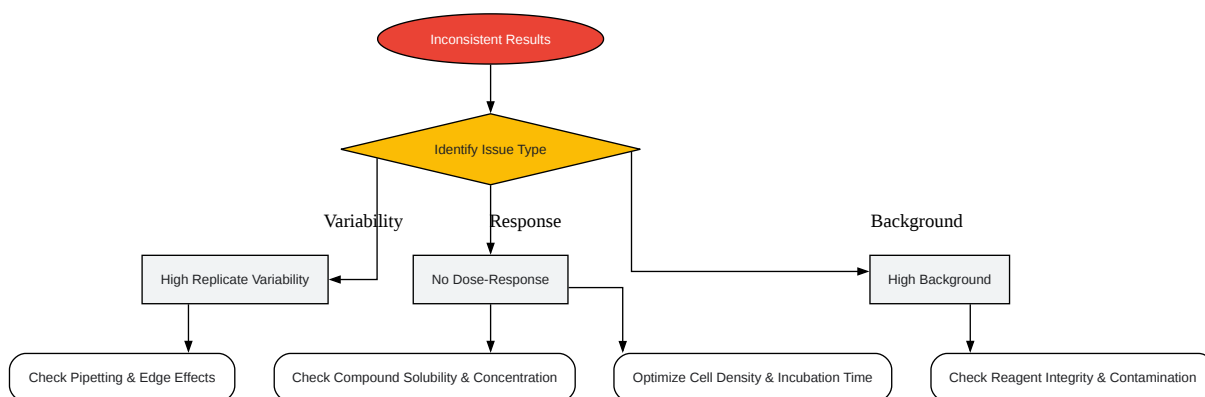 Inconsistent Results
Identify Issue Type
Variability
Response
Background
High Replicate Variability
No Dose-Response
High Background
Check Pipetting & Edge Effects
Check Compound Solubility & Concentration
Optimize Cell Density & Incubation Time
Check Reagent Integrity & Contamination